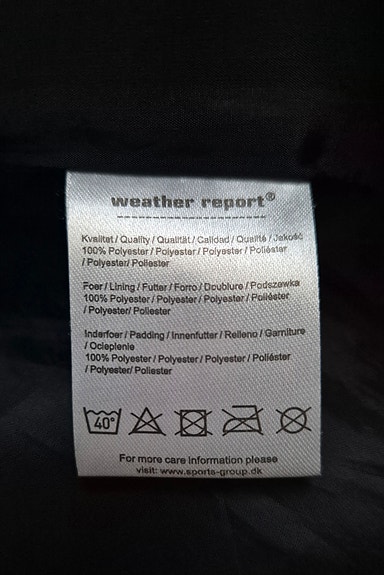 weather report®
Kvalitet / Quality / Qualität / Calidad / Qualité / Jakość
100% Polyester / Polyester / Polyester / Poliéster
/ Polyester/ Poliester
Foer / Lining / Futter / Forro / Doublure / Podszewka
100% Polyester / Polyester / Polyester / Poliéster
/ Polyester/ Poliester
Inderfoer / Padding / Innenfutter / Relleno / Garniture
/ Ocieplenie
100% Polyester / Polyester / Polyester / Poliéster
/ Polyester/ Poliester
40°
For more care information please
visit: www.sports-group.dk